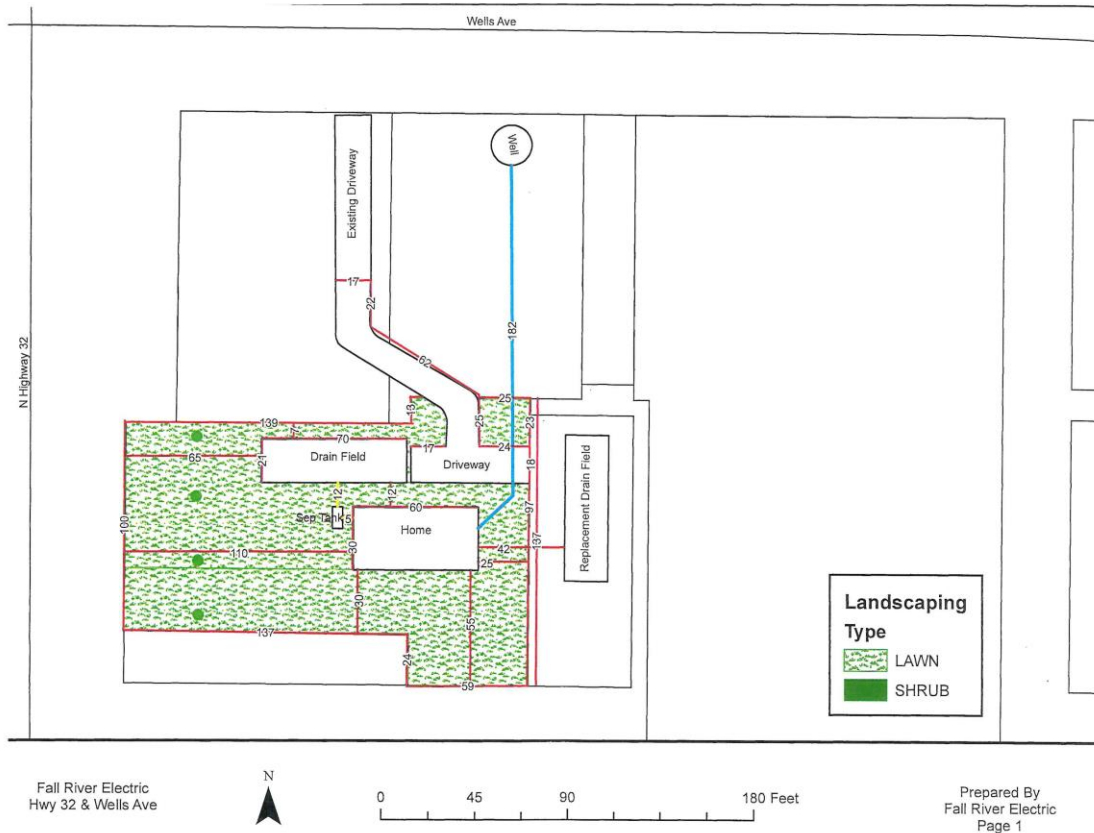 Wells Ave
N Highway 32
Existing Driveway
Well
17
22
182
62
25
13
25
23
139
7
70
17
24
65
21
Drain Field
Driveway
18
Replacement Drain Field
12
12
60
97
100
Sep Tank
5
Home
30
137
110
42
25
30
55
137
24
59
Landscaping
Type
LAWN
SHRUB
Fall River Electric
Hwy 32 & Wells Ave
N
0 45 90 180 Feet
Prepared By
Fall River Electric
Page 1